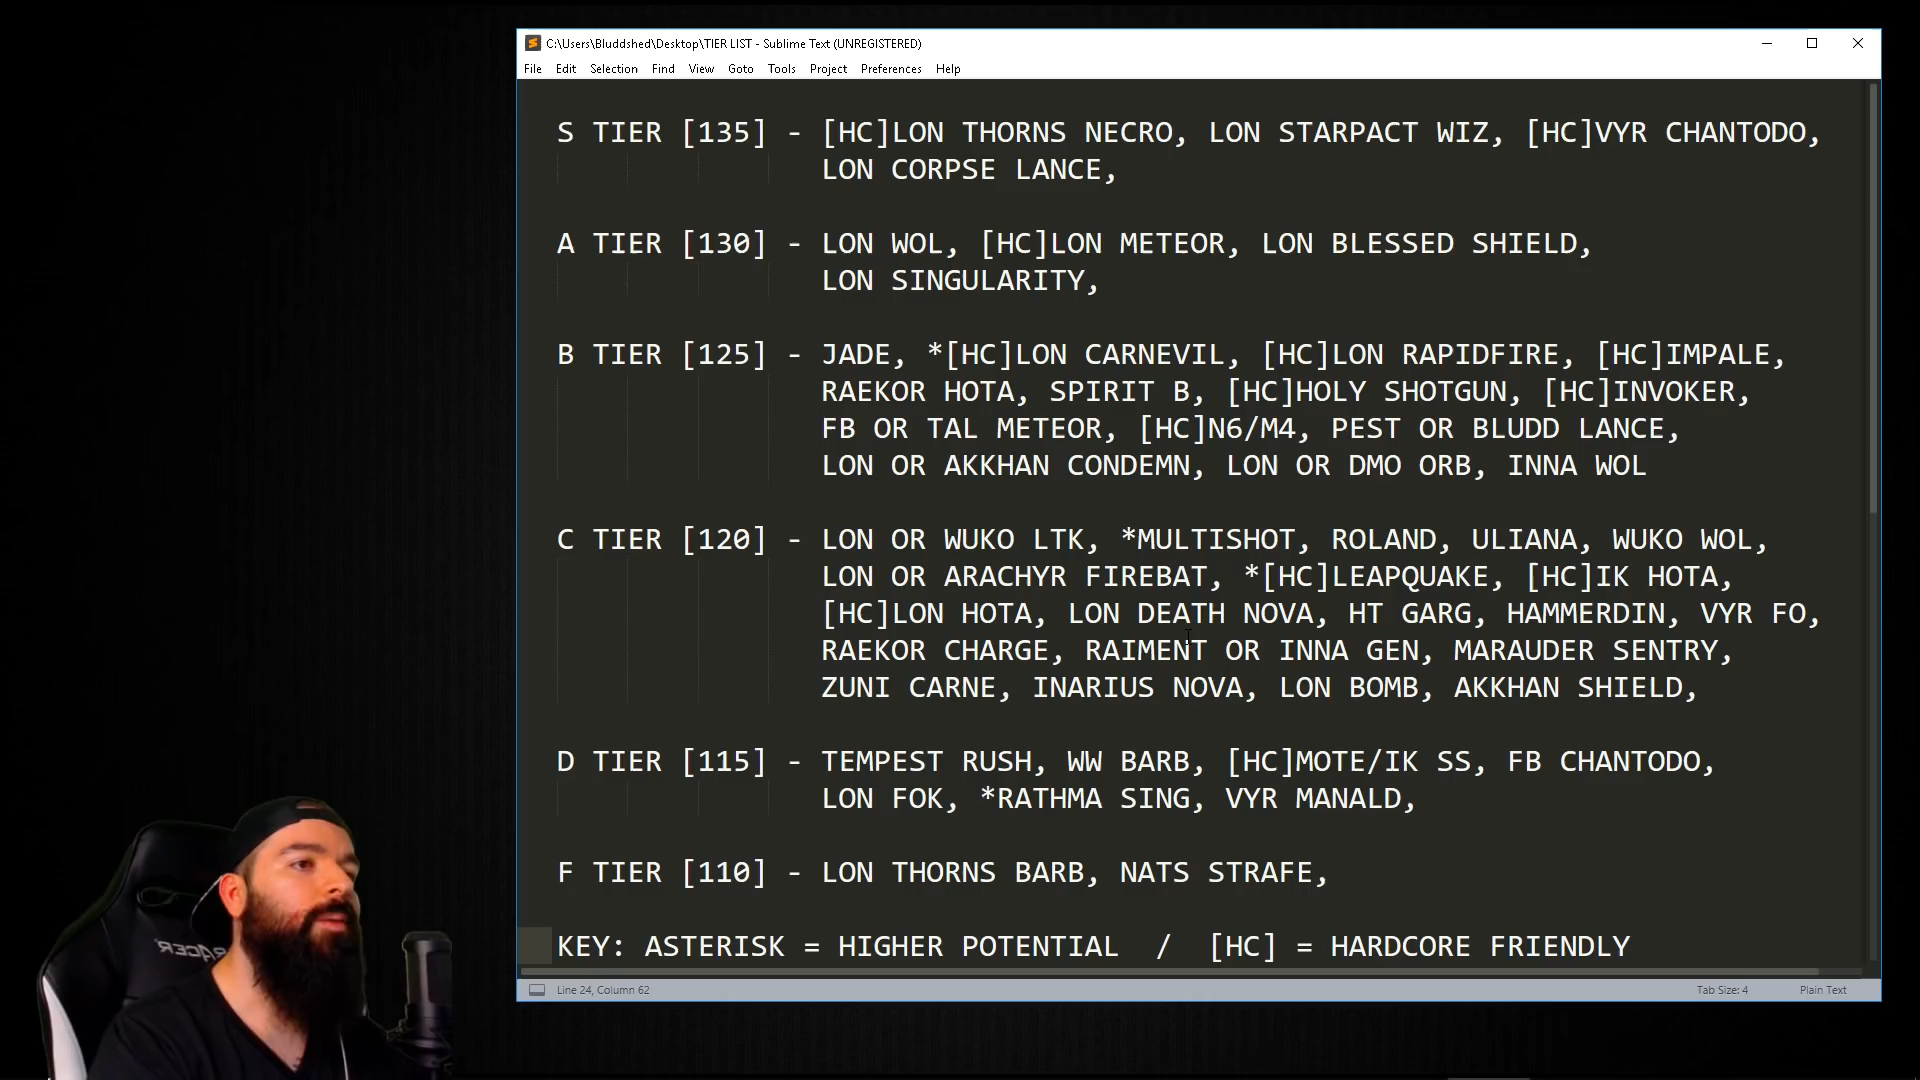 C:\Users\Bluddshed\Desktop\TIER LIST - Sublime Text (UNREGISTERED)
File Edit Selection Find View Goto Tools Project Preferences Help
S TIER [135] - [HC]LON THORNS NECRO, LON STARPACT WIZ, [HC]VYR CHANTODO,
LON CORPSE LANCE,
A TIER [130] - LON WOL, [HC]LON METEOR, LON BLESSED SHIELD,
LON SINGULARITY,
B TIER [125] - JADE, *[HC]LON CARNEVIL, [HC]LON RAPIDFIRE, [HC]IMPALE,
RAEKOR HOTA, SPIRIT B, [HC]HOLY SHOTGUN, [HC]INVOKER,
FB OR TAL METEOR, [HC]N6/M4, PEST OR BLUDD LANCE,
LON OR AKKHAN CONDEMN, LON OR DMO ORB, INNA WOL
C TIER [120] - LON OR WUKO LTK, *MULTISHOT, ROLAND, ULIANA, WUKO WOL,
LON OR ARACHYR FIREBAT, *[HC]LEAPQUAKE, [HC]IK HOTA,
[HC]LON HOTA, LON DEATH NOVA, HT GARG, HAMMERDIN, VYR FO,
RAEKOR CHARGE, RAIMENT OR INNA GEN, MARAUDER SENTRY,
ZUNI CARNE, INARIUS NOVA, LON BOMB, AKKHAN SHIELD,
D TIER [115] - TEMPEST RUSH, WW BARB, [HC]MOTE/IK SS, FB CHANTODO,
LON FOK, *RATHMA SING, VYR MANALD,
F TIER [110] - LON THORNS BARB, NATS STRAFE,
KEY: ASTERISK = HIGHER POTENTIAL / [HC] = HARDCORE FRIENDLY
Line 24, Column 62 Tab Size: 4 Plain Text